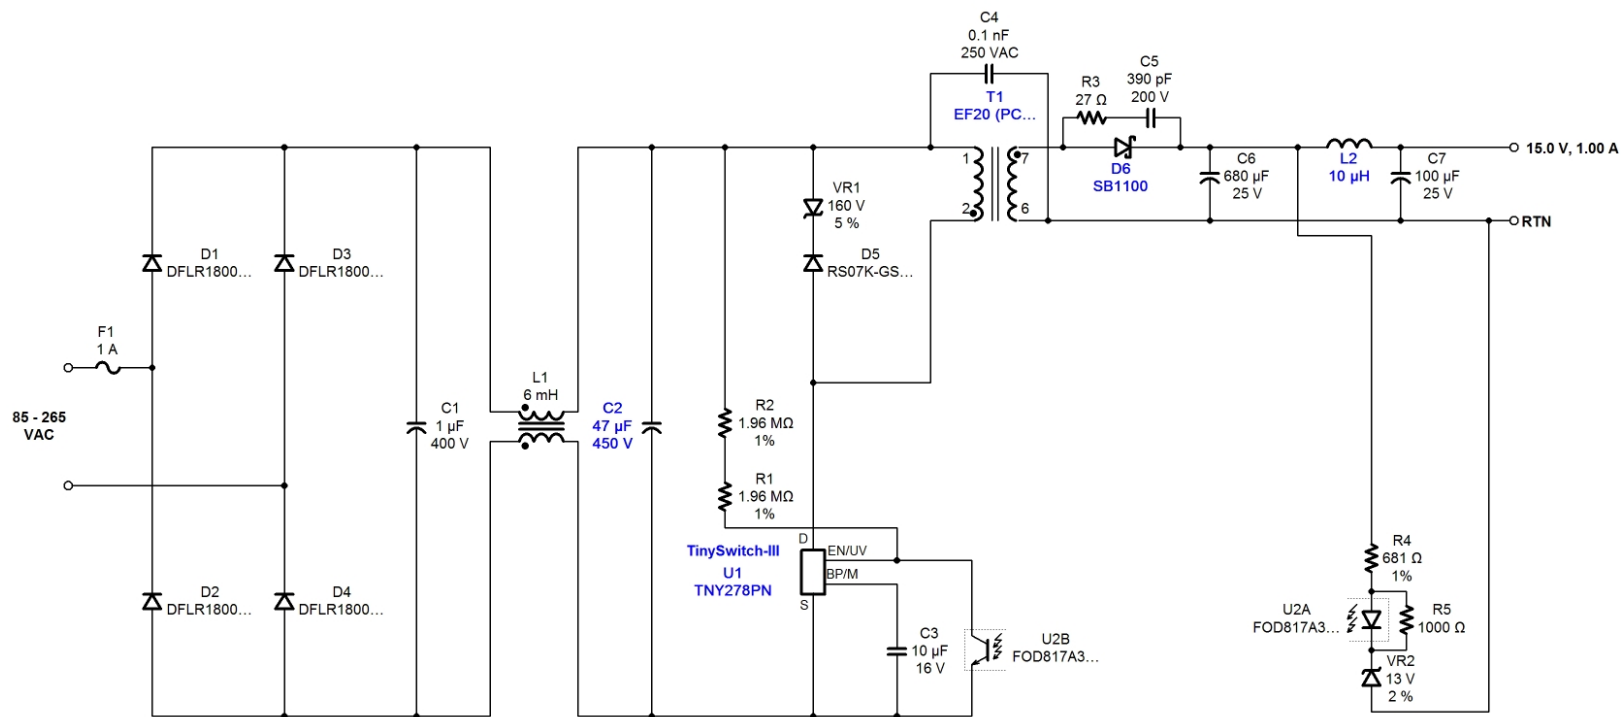 C4
0.1 nF
250 VAC
T1
EF20 (PC...
C5
390 pF
200 V
R3
27 Ω
D6
SB1100
1
2
7
6
C6
680 µF
25 V
L2
10 µH
C7
100 µF
25 V
15.0 V, 1.00 A
RTN
VR1
160 V
5 %
D5
RS07K-GS...
D1
DFLR1800...
D3
DFLR1800...
F1
1 A
85 - 265
VAC
C1
1 µF
400 V
L1
6 mH
C2
47 µF
450 V
R2
1.96 MΩ
1%
R1
1.96 MΩ
1%
TinySwitch-III
U1
TNY278PN
D
EN/UV
BP/M
S
D2
DFLR1800...
D4
DFLR1800...
C3
10 µF
16 V
U2B
FOD817A3...
R4
681 Ω
1%
U2A
FOD817A3...
R5
1000 Ω
VR2
13 V
2 %